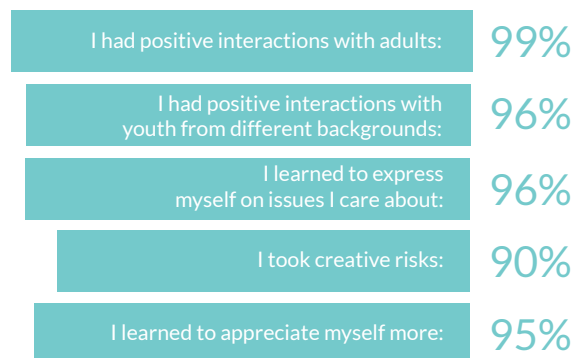 I had positive interactions with adults: 99%
I had positive interactions with
youth from different backgrounds: 96%
I learned to express
myself on issues I care about: 96%
I took creative risks: 90%
I learned to appreciate myself more: 95%